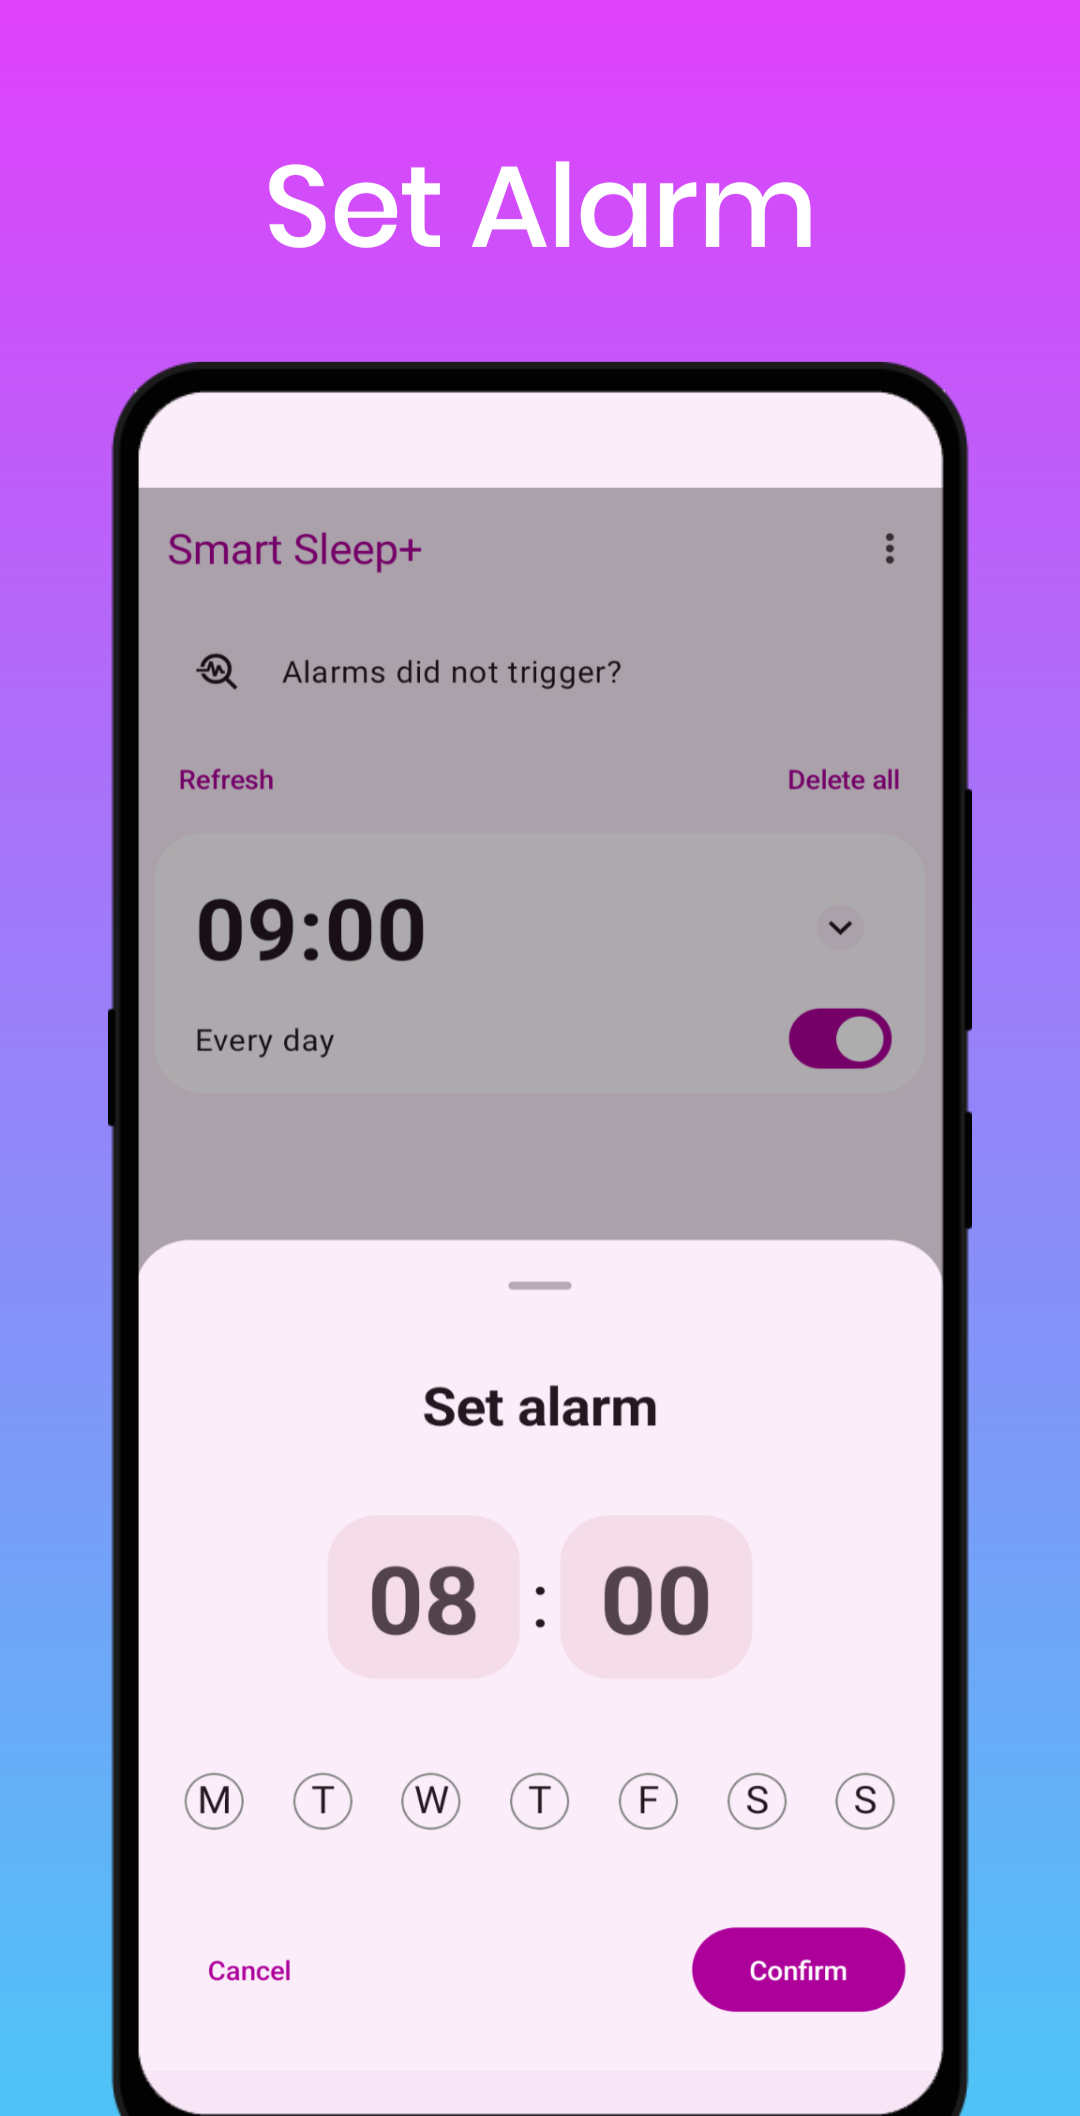 Set Alarm
Smart Sleep+
Alarms did not trigger?
Refresh Delete all
09:00
Every day
Set alarm
08 : 00
M T W T F S S
Cancel Confirm